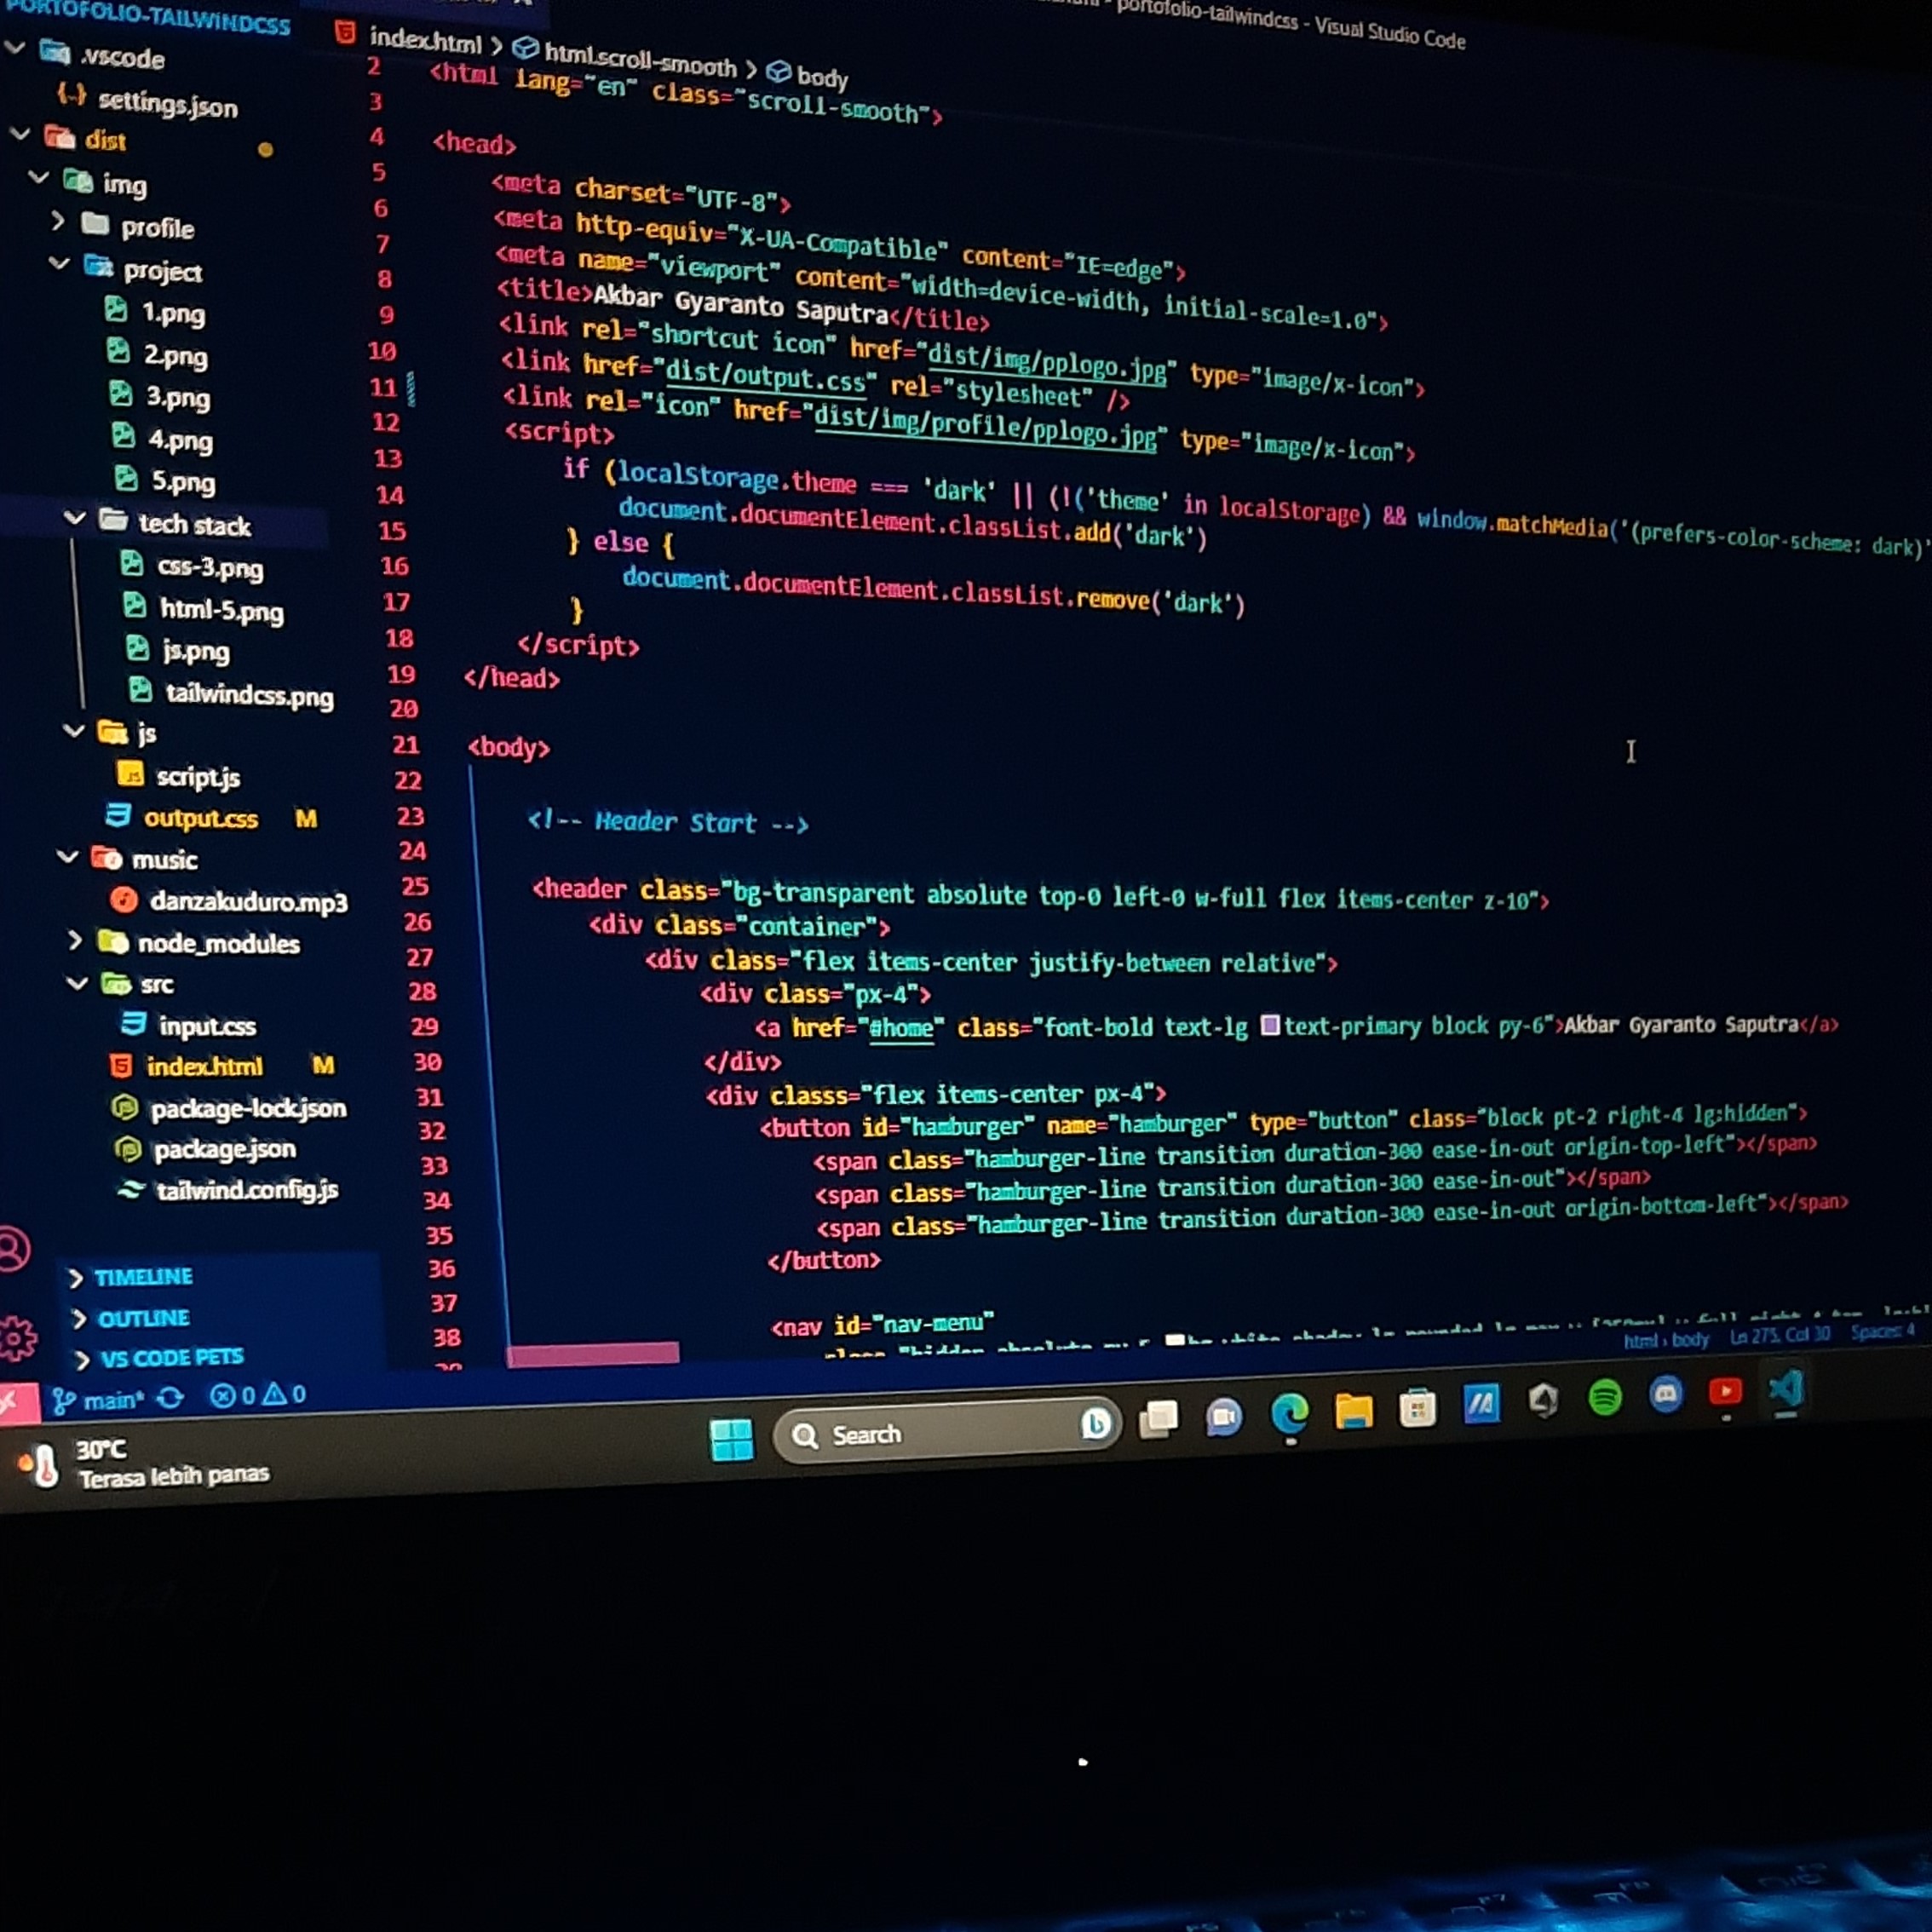 PORTOFOLIO-TAILWINDCSS
.vscode
settings.json
dist
img
profile
project
1.png
2.png
3.png
4.png
5.png
tech stack
css-3.png
html-5.png
js.png
tailwindcss.png
js
script.js
output.css M
music
danzakuduro.mp3
node_modules
src
input.css
index.html M
package-lock.json
package.json
tailwind.config.js
TIMELINE
OUTLINE
VS CODE PETS
portofolio-tailwindcss - Visual Studio Code
index.html > html.scroll-smooth > body
2 <html lang="en" class="scroll-smooth">
3
4 <head>
5 <meta charset="UTF-8">
6 <meta http-equiv="X-UA-Compatible" content="IE=edge">
7 <meta name="viewport" content="width=device-width, initial-scale=1.0">
8 <title>Akbar Gyaranto Saputra</title>
9 <link rel="shortcut icon" href="dist/img/pplogo.jpg" type="image/x-icon">
10 <link href="dist/output.css" rel="stylesheet" />
11 <link rel="icon" href="dist/img/profile/pplogo.jpg" type="image/x-icon">
12 <script>
13 if (localStorage.theme === 'dark' || (!('theme' in localStorage) && window.matchMedia('(prefers-color-scheme: dark)'
14 document.documentElement.classList.add('dark')
15 } else {
16 document.documentElement.classList.remove('dark')
17 }
18 </script>
19 </head>
20
21 <body>
22
23 <!-- Header Start -->
24
25 <header class="bg-transparent absolute top-0 left-0 w-full flex items-center z-10">
26 <div class="container">
27 <div class="flex items-center justify-between relative">
28 <div class="px-4">
29 <a href="#home" class="font-bold text-lg text-primary block py-6">Akbar Gyaranto Saputra</a>
30 </div>
31 <div classs="flex items-center px-4">
32 <button id="hamburger" name="hamburger" type="button" class="block pt-2 right-4 lg:hidden">
33 <span class="hamburger-line transition duration-300 ease-in-out origin-top-left"></span>
34 <span class="hamburger-line transition duration-300 ease-in-out"></span>
35 <span class="hamburger-line transition duration-300 ease-in-out origin-bottom-left"></span>
36 </button>
37
38 <nav id="nav-menu"
main* 0 0
html > body Ln 275, Col 30 Spaces: 4
30°C
Terasa lebih panas
Search